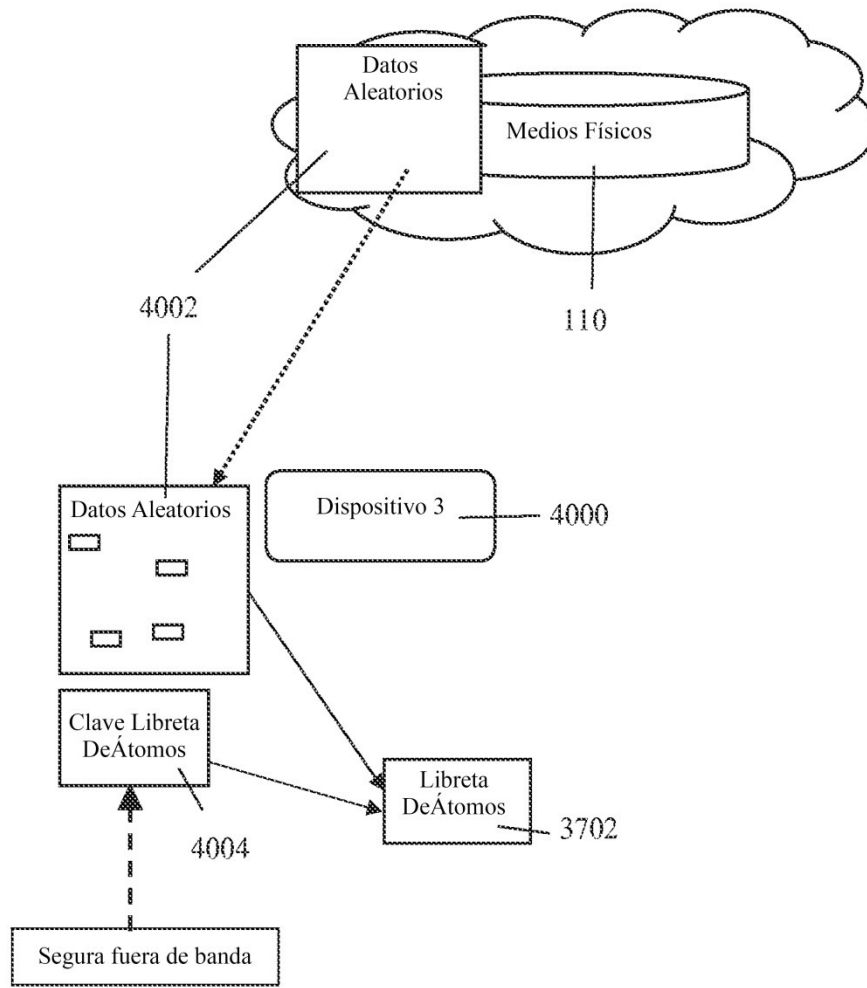 Datos
Aleatorios
Medios Físicos
4002
110
Datos Aleatorios
Dispositivo 3
4000
Clave Libreta
DeÁtomos
Libreta
DeÁtomos
4004
3702
Segura fuera de banda